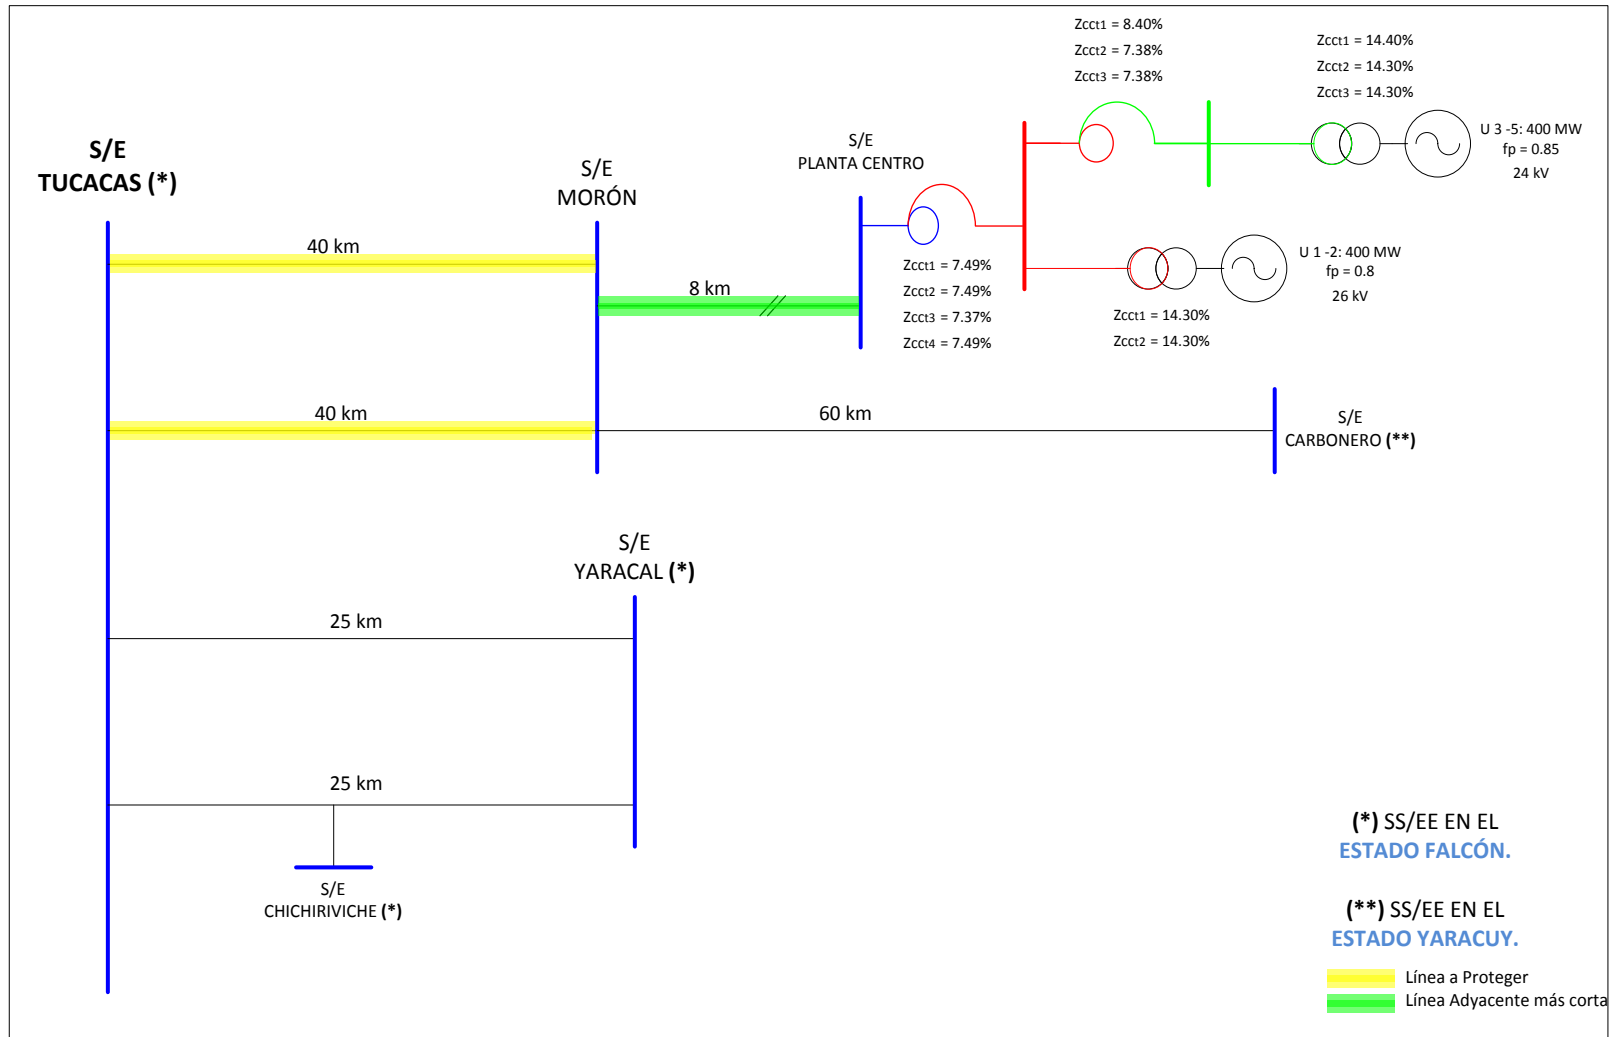 Zcct1 = 8.40%
Zcct2 = 7.38%
Zcct3 = 7.38%
Zcct1 = 14.40%
Zcct2 = 14.30%
Zcct3 = 14.30%
U 3 -5: 400 MW
fp = 0.85
24 kV
S/E
TUCACAS (*)
S/E
MORÓN
S/E
PLANTA CENTRO
40 km
8 km
Zcct1 = 7.49%
Zcct2 = 7.49%
Zcct3 = 7.37%
Zcct4 = 7.49%
U 1 -2: 400 MW
fp = 0.8
26 kV
Zcct1 = 14.30%
Zcct2 = 14.30%
40 km
60 km
S/E
CARBONERO (**)
S/E
YARACAL (*)
25 km
25 km
S/E
CHICHIRIVICHE (*)
(*) SS/EE EN EL
ESTADO FALCÓN.
(**) SS/EE EN EL
ESTADO YARACUY.
Línea a Proteger
Línea Adyacente más corta